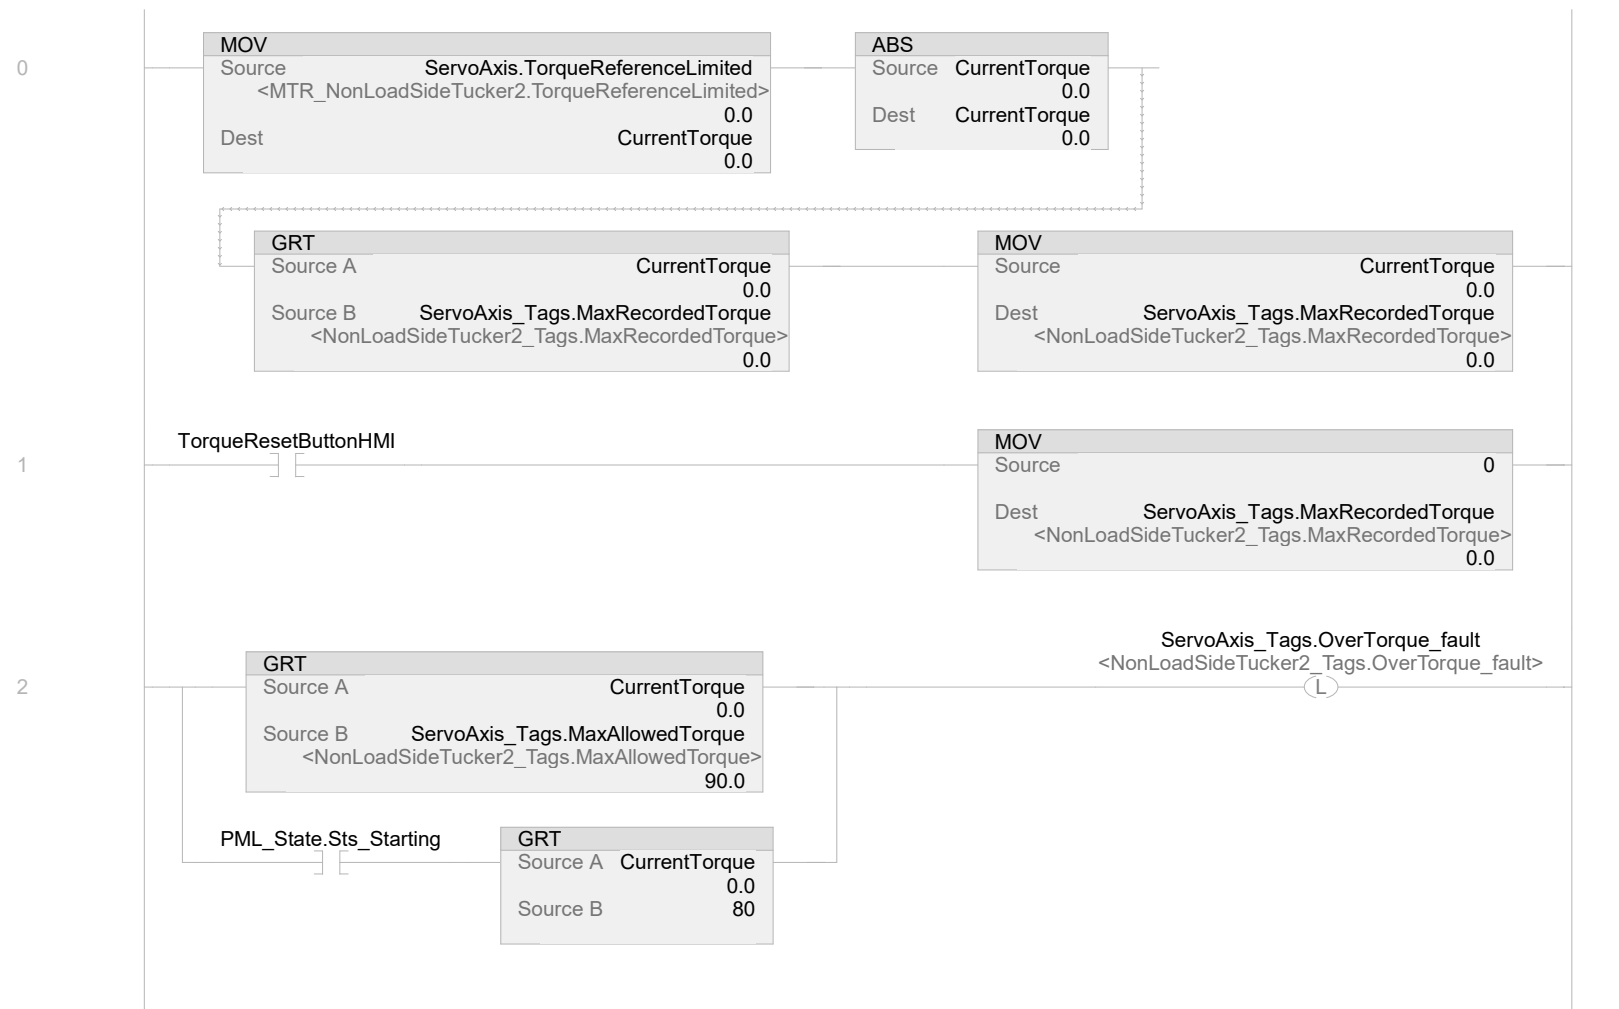 MOV
ABS
0
Source ServoAxis.TorqueReferenceLimited
Source CurrentTorque
<MTR_NonLoadSideTucker2.TorqueReferenceLimited>
0.0
0.0
Dest CurrentTorque
Dest CurrentTorque
0.0
0.0
GRT
MOV
Source A CurrentTorque
Source CurrentTorque
0.0
0.0
Source B ServoAxis_Tags.MaxRecordedTorque
Dest ServoAxis_Tags.MaxRecordedTorque
<NonLoadSideTucker2_Tags.MaxRecordedTorque>
<NonLoadSideTucker2_Tags.MaxRecordedTorque>
0.0
0.0
TorqueResetButtonHMI
MOV
1
Source 0
Dest ServoAxis_Tags.MaxRecordedTorque
<NonLoadSideTucker2_Tags.MaxRecordedTorque>
0.0
ServoAxis_Tags.OverTorque_fault
<NonLoadSideTucker2_Tags.OverTorque_fault>
GRT
2
Source A CurrentTorque
L
0.0
Source B ServoAxis_Tags.MaxAllowedTorque
<NonLoadSideTucker2_Tags.MaxAllowedTorque>
90.0
PML_State.Sts_Starting
GRT
Source A CurrentTorque
0.0
Source B 80